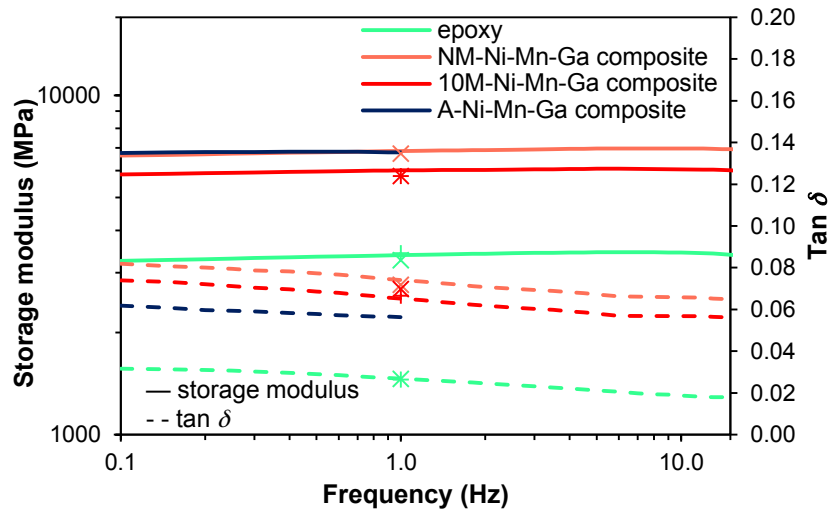 epoxy
NM-Ni-Mn-Ga composite
10M-Ni-Mn-Ga composite
A-Ni-Mn-Ga composite
Storage modulus (MPa)
10000
1000
0.20
0.18
0.16
0.14
0.12
0.10
0.08
0.06
0.04
0.02
0.00
Tan δ
storage modulus
tan δ
0.1
1.0
10.0
Frequency (Hz)